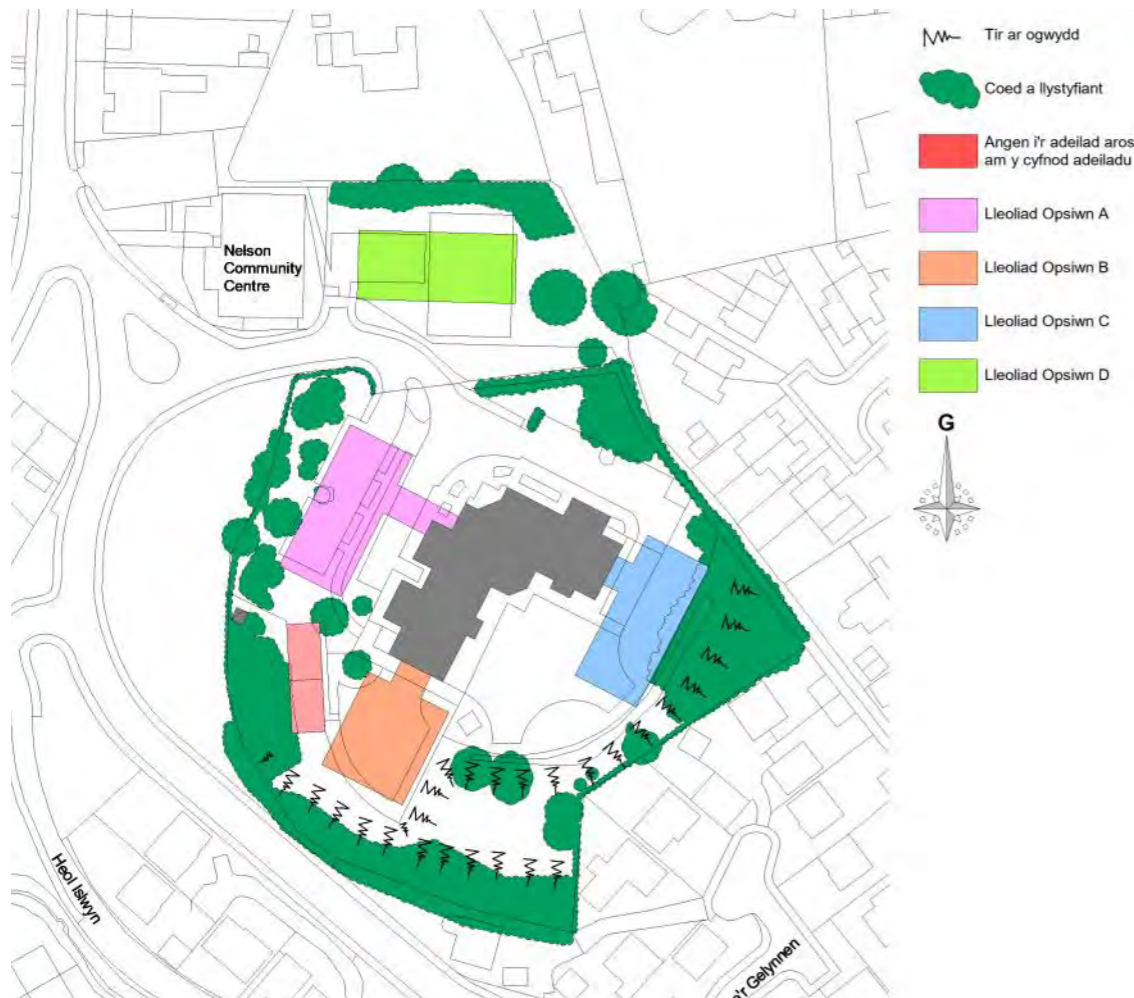 Tir ar ogwydd
Coed a llystyfiant
Angen i'r adeilad aros
am y cyfnod adeiladu
Lleoliad Opsiwn A
Lleoliad Opsiwn B
Lleoliad Opsiwn C
Lleoliad Opsiwn D
G
Nelson
Community
Centre
Heol Islwyn
e'r Gelynnen